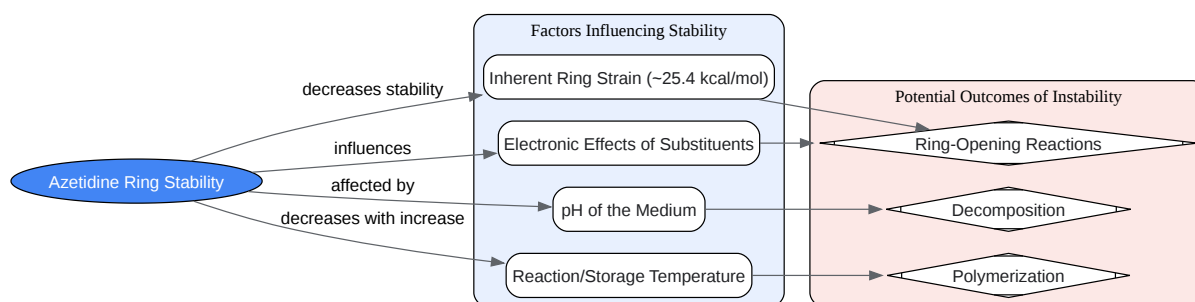 Factors Influencing Stability
Inherent Ring Strain (~25.4 kcal/mol)
decreases stability
Potential Outcomes of Instability
Electronic Effects of Substituents
Ring-Opening Reactions
influences
Azetidine Ring Stability
affected by
pH of the Medium
Decomposition
decreases with increase
Reaction/Storage Temperature
Polymerization